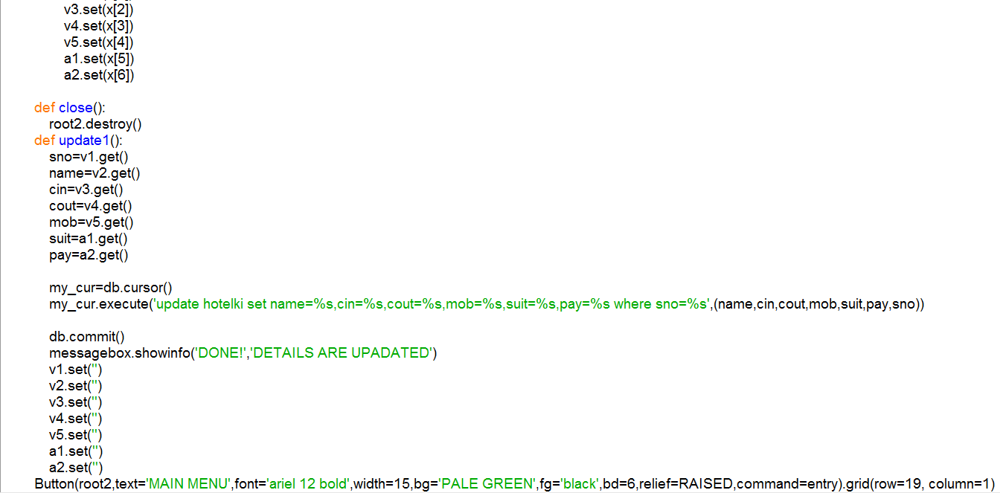 v3.set(x[2])
v4.set(x[3])
v5.set(x[4])
a1.set(x[5])
a2.set(x[6])
def close():
root2.destroy()
def update1():
sno=v1.get()
name=v2.get()
cin=v3.get()
cout=v4.get()
mob=v5.get()
suit=a1.get()
pay=a2.get()
my_cur=db.cursor()
my_cur.execute('update hotelki set name=%s,cin=%s,cout=%s,mob=%s,suit=%s,pay=%s where sno=%s',(name,cin,cout,mob,suit,pay,sno))
db.commit()
messagebox.showinfo('DONE!','DETAILS ARE UPADATED')
v1.set('')
v2.set('')
v3.set('')
v4.set('')
v5.set('')
a1.set('')
a2.set('')
Button(root2,text='MAIN MENU',font='ariel 12 bold',width=15,bg='PALE GREEN',fg='black',bd=6,relief=RAISED,command=entry).grid(row=19, column=1)